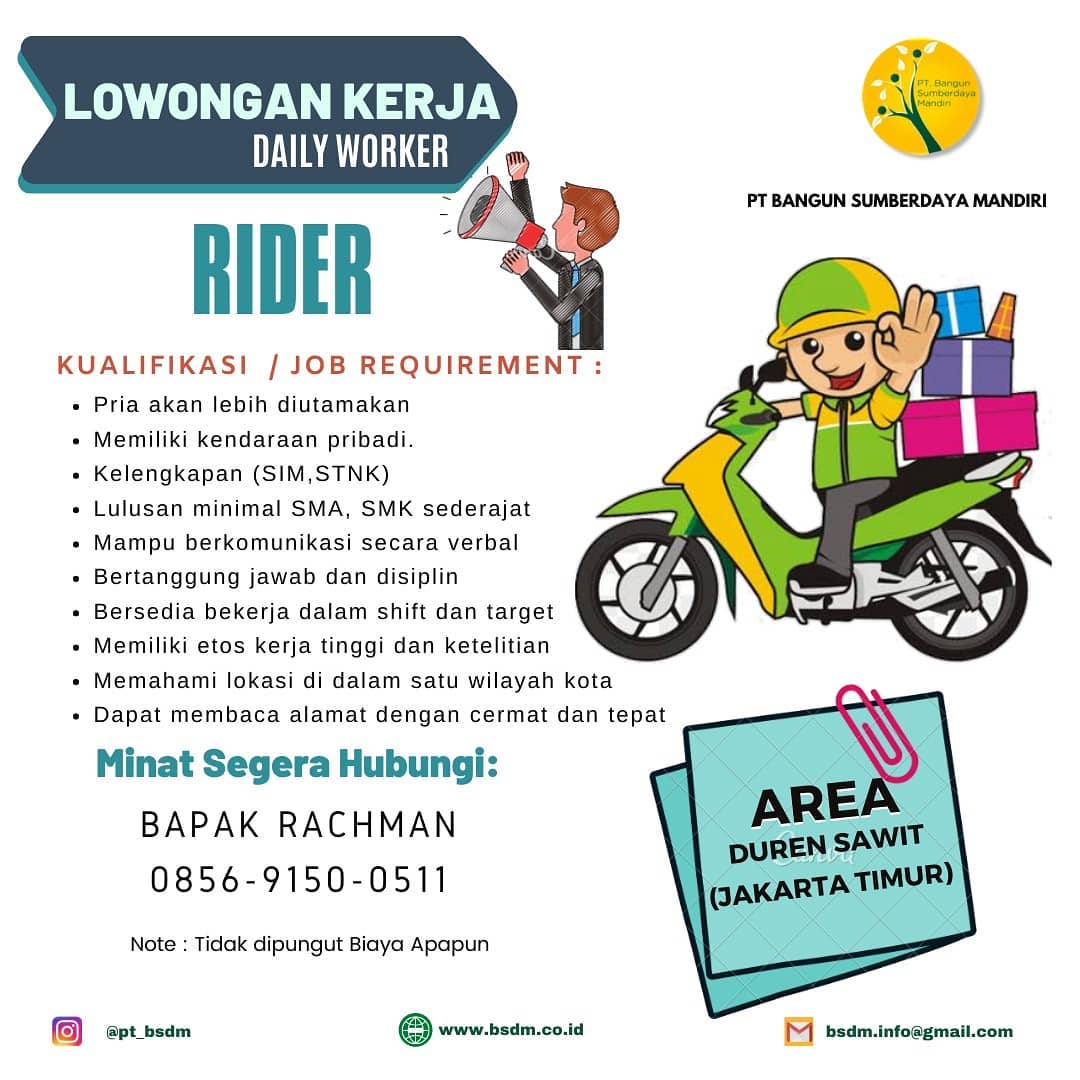 LOWONGAN KERJA
DAILY WORKER
PT. Bangun
Sumberdaya
Mandiri
PT BANGUN SUMBERDAYA MANDIRI
RIDER
KUALIFIKASI / JOB REQUIREMENT :
• Pria akan lebih diutamakan
• Memiliki kendaraan pribadi.
• Kelengkapan (SIM,STNK)
• Lulusan minimal SMA, SMK sederajat
• Mampu berkomunikasi secara verbal
• Bertanggung jawab dan disiplin
• Bersedia bekerja dalam shift dan target
• Memiliki etos kerja tinggi dan ketelitian
• Memahami lokasi di dalam satu wilayah kota
• Dapat membaca alamat dengan cermat dan tepat
Minat Segera Hubungi:
BAPAK RACHMAN
0856-9150-0511
Note : Tidak dipungut Biaya Apapun
AREA
DUREN SAWIT
Canva
(JAKARTA TIMUR)
@pt_bsdm
www.bsdm.co.id
bsdm.info@gmail.com